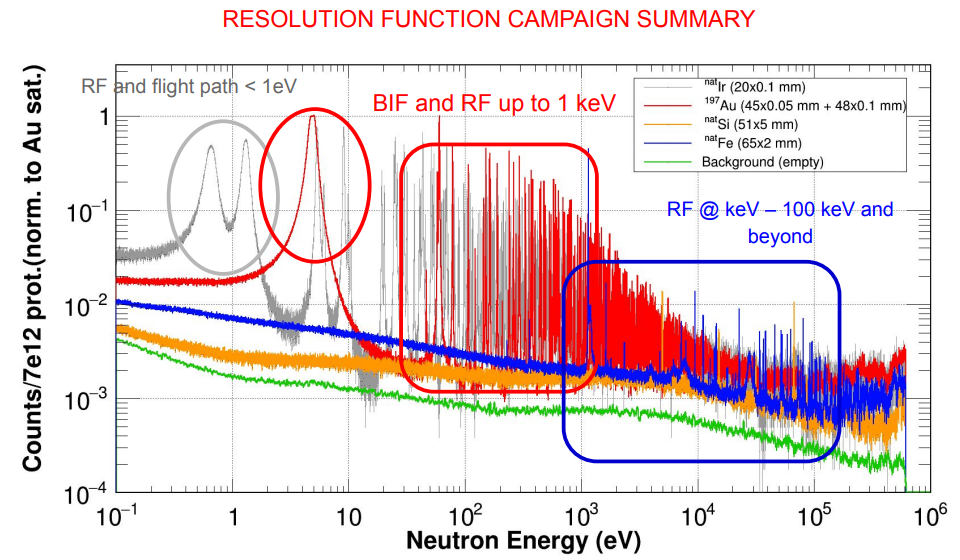 RESOLUTION FUNCTION CAMPAIGN SUMMARY
RF and flight path < 1eV
BIF and RF up to 1 keV
natIr (20x0.1 mm)
197Au (45x0.05 mm + 48x0.1 mm)
natSi (51x5 mm)
natFe (65x2 mm)
Background (empty)
RF @ keV – 100 keV and
beyond
Counts/7e12 prot.(norm. to Au sat.)
1
10−1
10−2
10−3
10−4
10−1
1
10
102
103
104
105
106
Neutron Energy (eV)